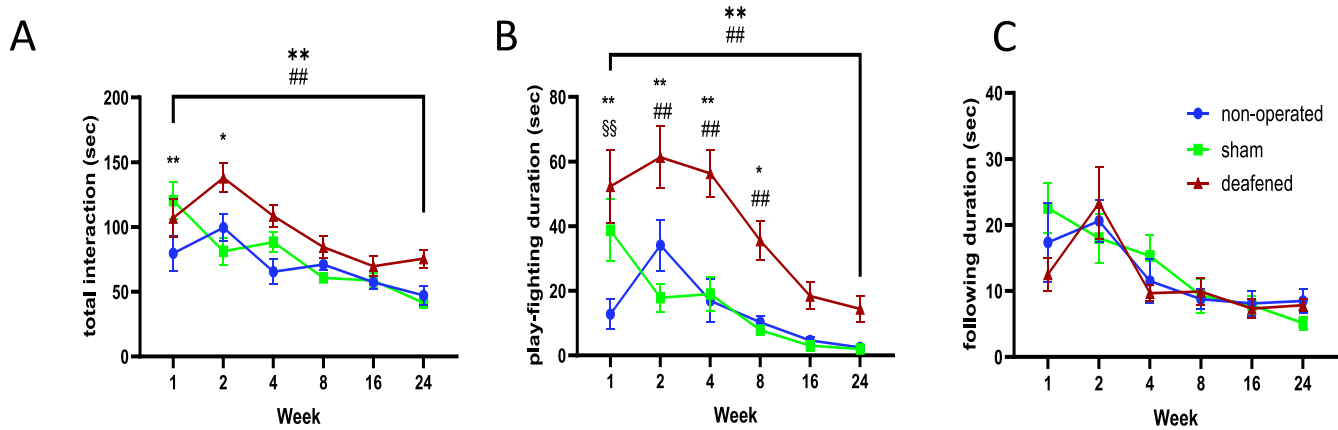 A
total interaction (sec)
200
150
100
50
0
**
##
**
*
1 2 4 8 16 24
Week
B
play-fighting duration (sec)
80
60
40
20
0
**
##
**
§§
**
##
**
##
*
##
1 2 4 8 16 24
Week
C
following duration (sec)
40
30
20
10
0
non-operated
sham
deafened
1 2 4 8 16 24
Week